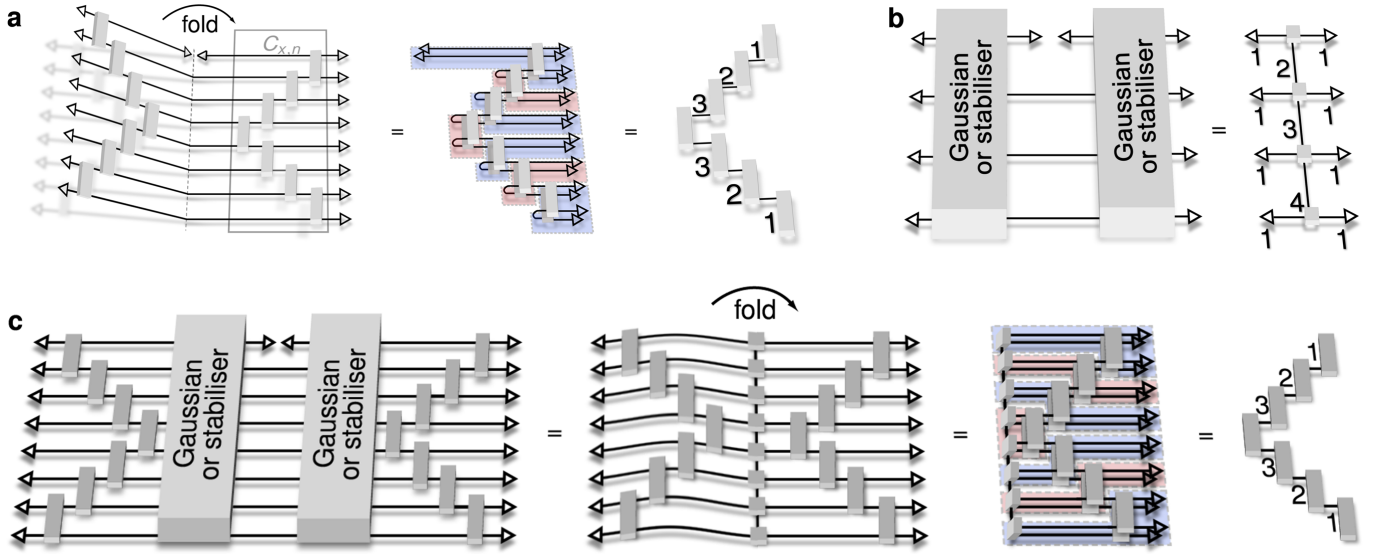 a
fold
Cx,n
=
=
1
2
3
3
2
1
b
Gaussian
or stabiliser
Gaussian
or stabiliser
=
1 1
2
1 1
3
1 1
4
1 1
c
Gaussian
or stabiliser
Gaussian
or stabiliser
=
fold
=
=
1
2
3
3
2
1